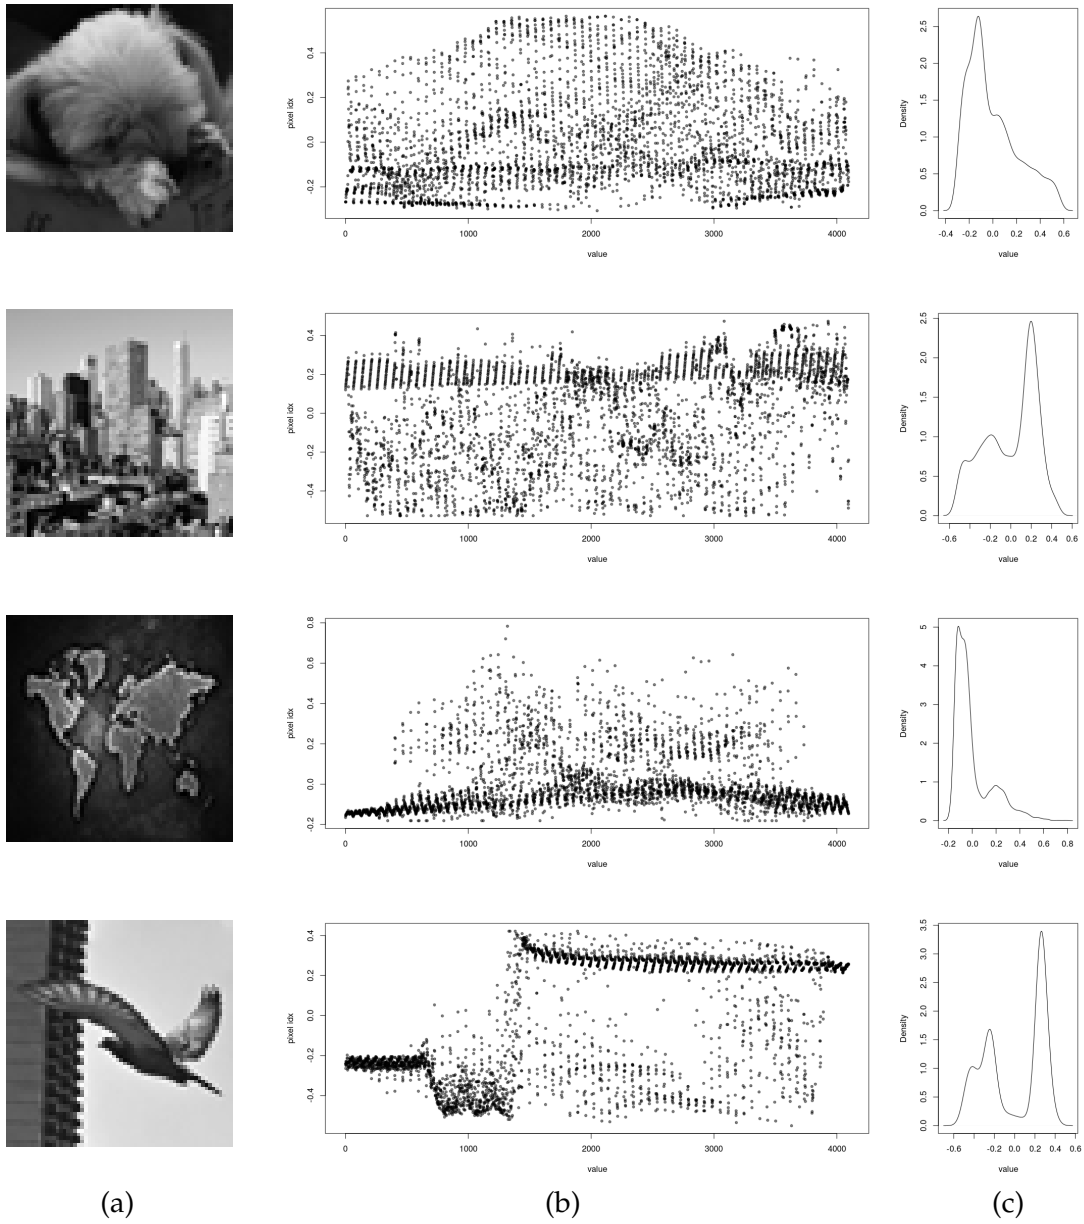 pixel idx
-0.2 0.0 0.2 0.4
0 1000 2000 3000 4000
value
Density
0.0 0.5 1.0 1.5 2.0 2.5
-0.4 -0.2 0.0 0.2 0.4 0.6
value
pixel idx
-0.4 -0.2 0.0 0.2 0.4
0 1000 2000 3000 4000
value
Density
0.0 0.5 1.0 1.5 2.0 2.5
-0.6 -0.2 0.0 0.2 0.4 0.6
value
pixel idx
-0.2 0.0 0.2 0.4 0.6 0.8
0 1000 2000 3000 4000
value
Density
0 1 2 3 4 5
-0.2 0.0 0.2 0.4 0.6 0.8
value
pixel idx
-0.4 -0.2 0.0 0.2 0.4
0 1000 2000 3000 4000
value
Density
0.0 0.5 1.0 1.5 2.0 2.5 3.0 3.5
-0.6 -0.2 0.0 0.2 0.4 0.6
value
(a) (b) (c)